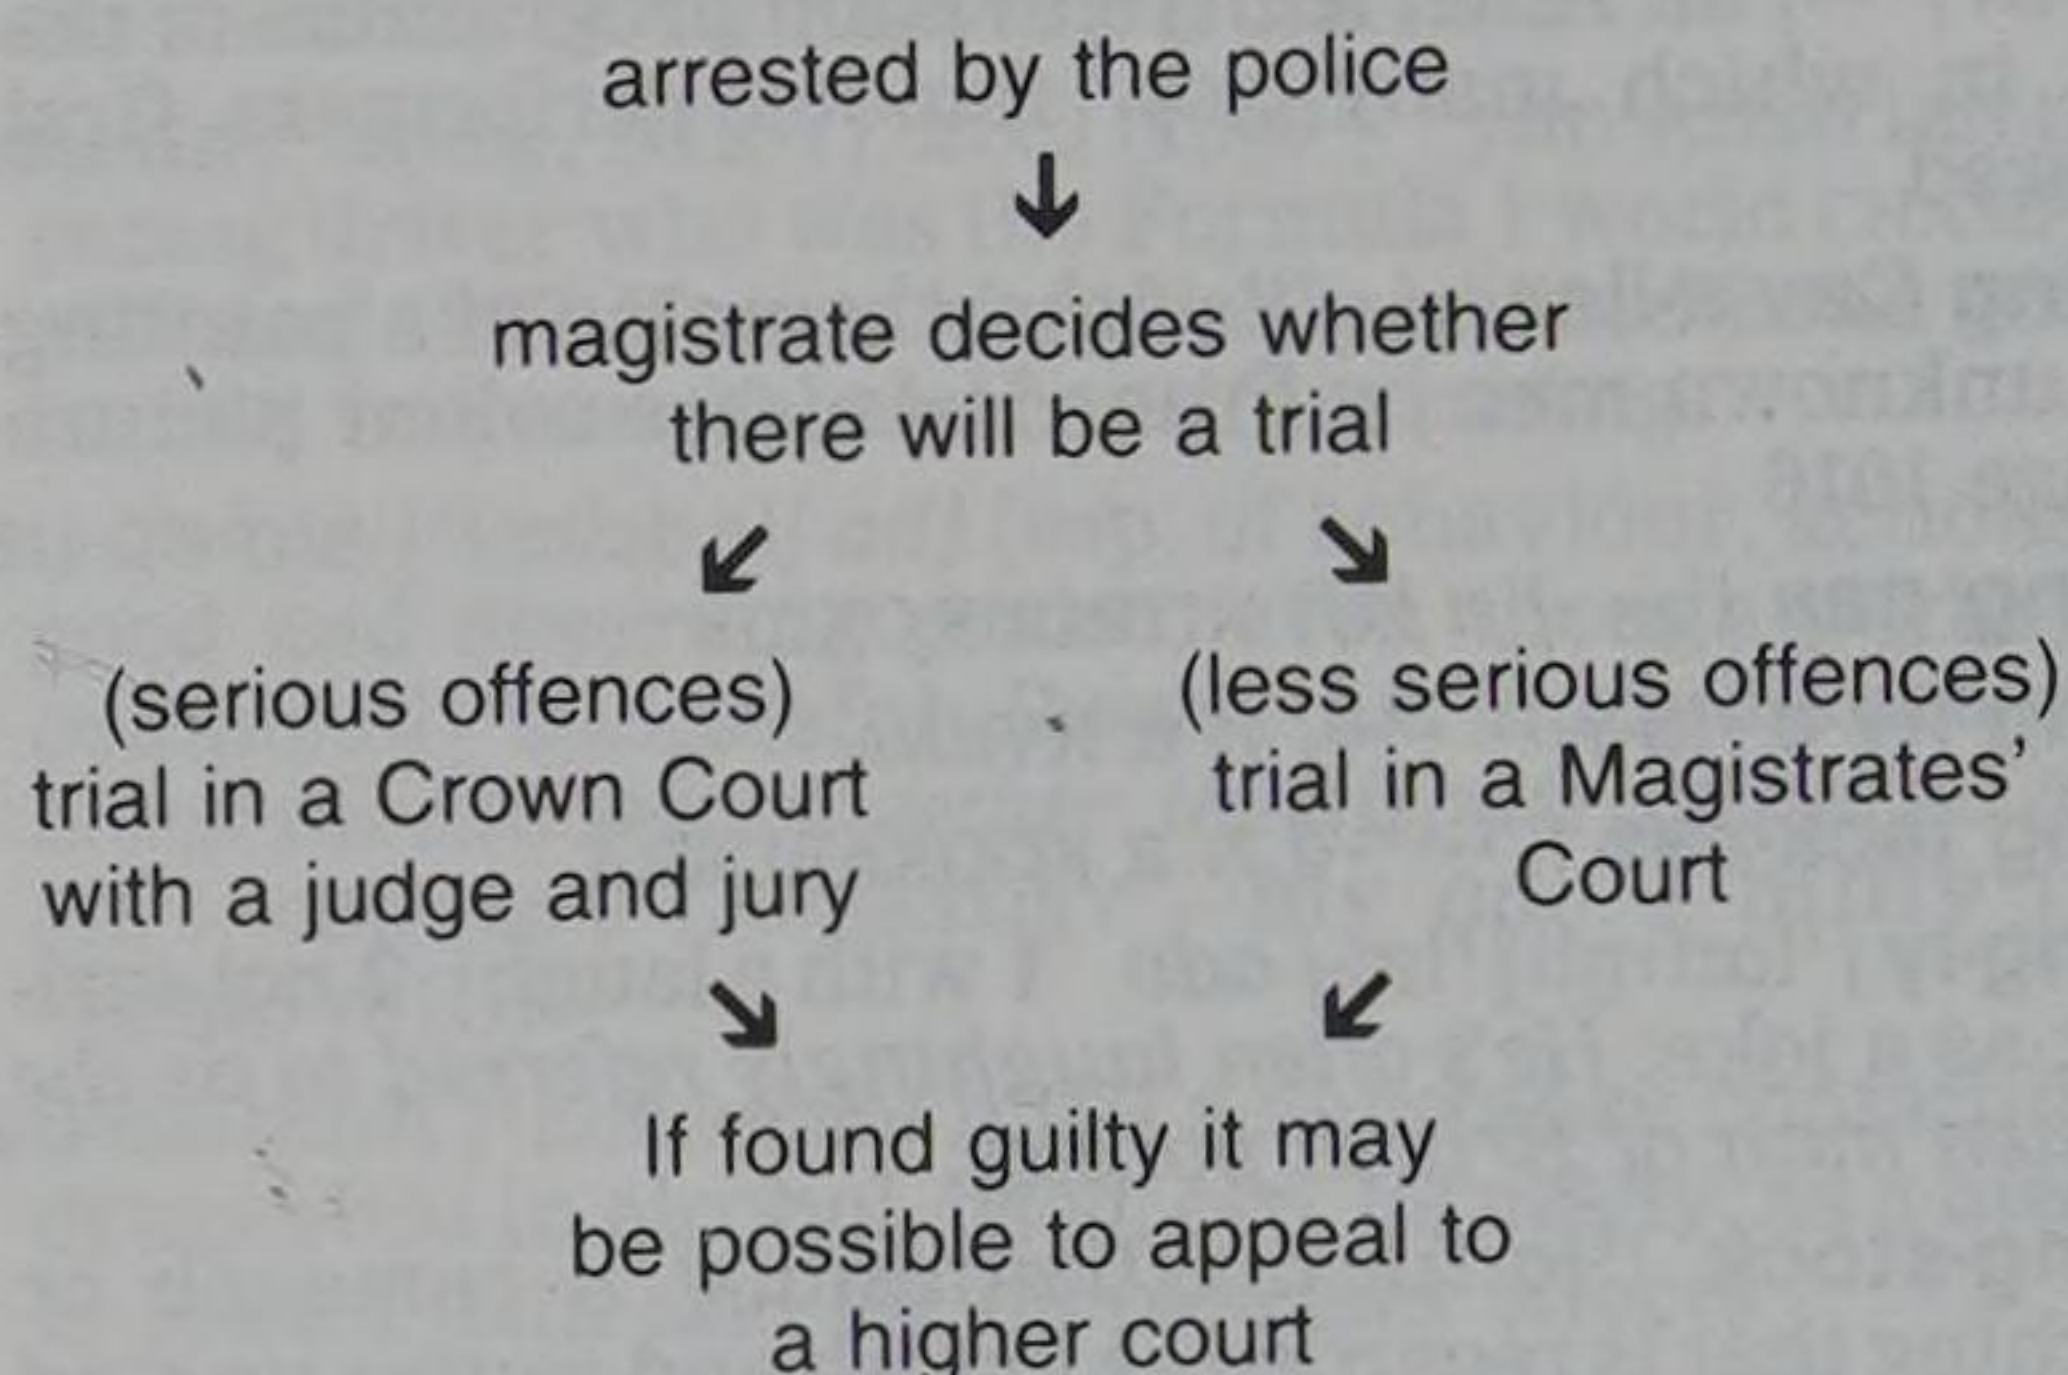 arrested by the police
↓
magistrate decides whether
there will be a trial
↙ ↘
(serious offences)
trial in a Crown Court
with a judge and jury
(less serious offences)
trial in a Magistrates’
Court
↘ ↙
If found guilty it may
be possible to appeal to
a higher court